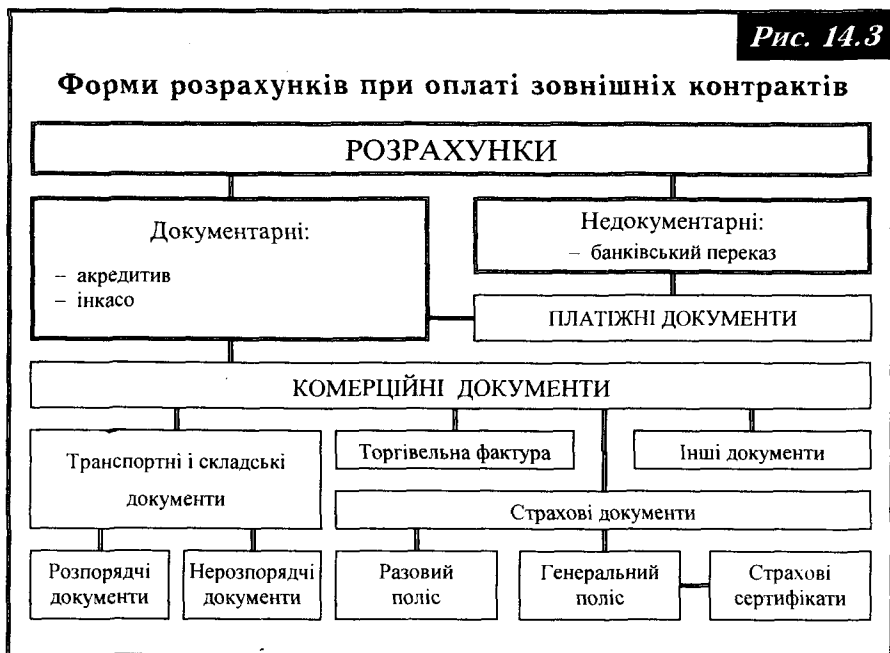 Рис. 14.3
Форми розрахунків при оплаті зовнішніх контрактів
РОЗРАХУНКИ
Документарні:
– акредитив
– інкасо
Недокументарні:
– банківський переказ
ПЛАТІЖНІ ДОКУМЕНТИ
КОМЕРЦІЙНІ ДОКУМЕНТИ
Транспортні і складські
документи
Торгівельна фактура
Інші документи
Страхові документи
Розпорядчі
документи
Нерозпорядчі
документи
Разовий
поліс
Генеральний
поліс
Страхові
сертифікати